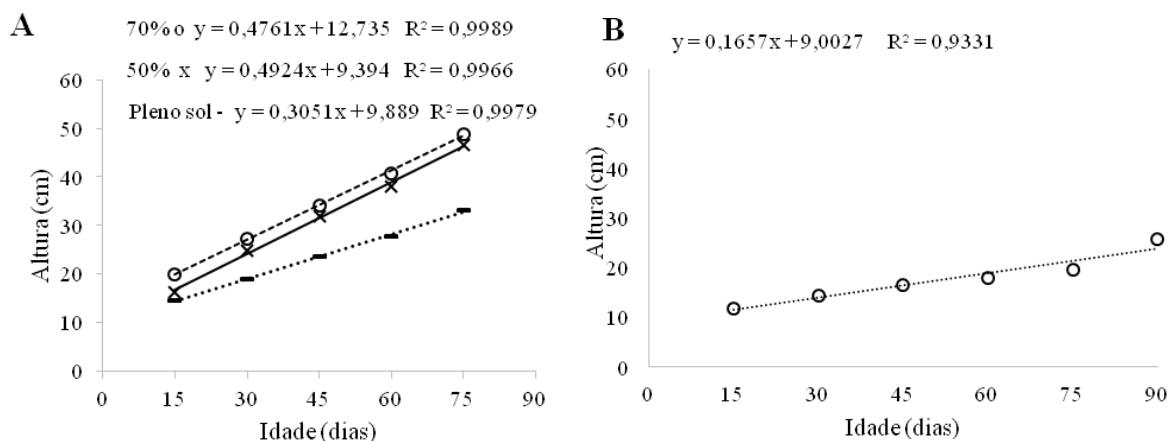 A
70% o y = 0,4761x + 12,735 R² = 0,9989
50% x y = 0,4924x + 9,394 R² = 0,9966
Pleno sol - y = 0,3051x + 9,889 R² = 0,9979
60
50
40
30
20
10
0
Altura (cm)
0 15 30 45 60 75 90
Idade (dias)
B
y = 0,1657x + 9,0027 R² = 0,9331
60
50
40
30
20
10
0
Altura (cm)
0 15 30 45 60 75 90
Idade (dias)